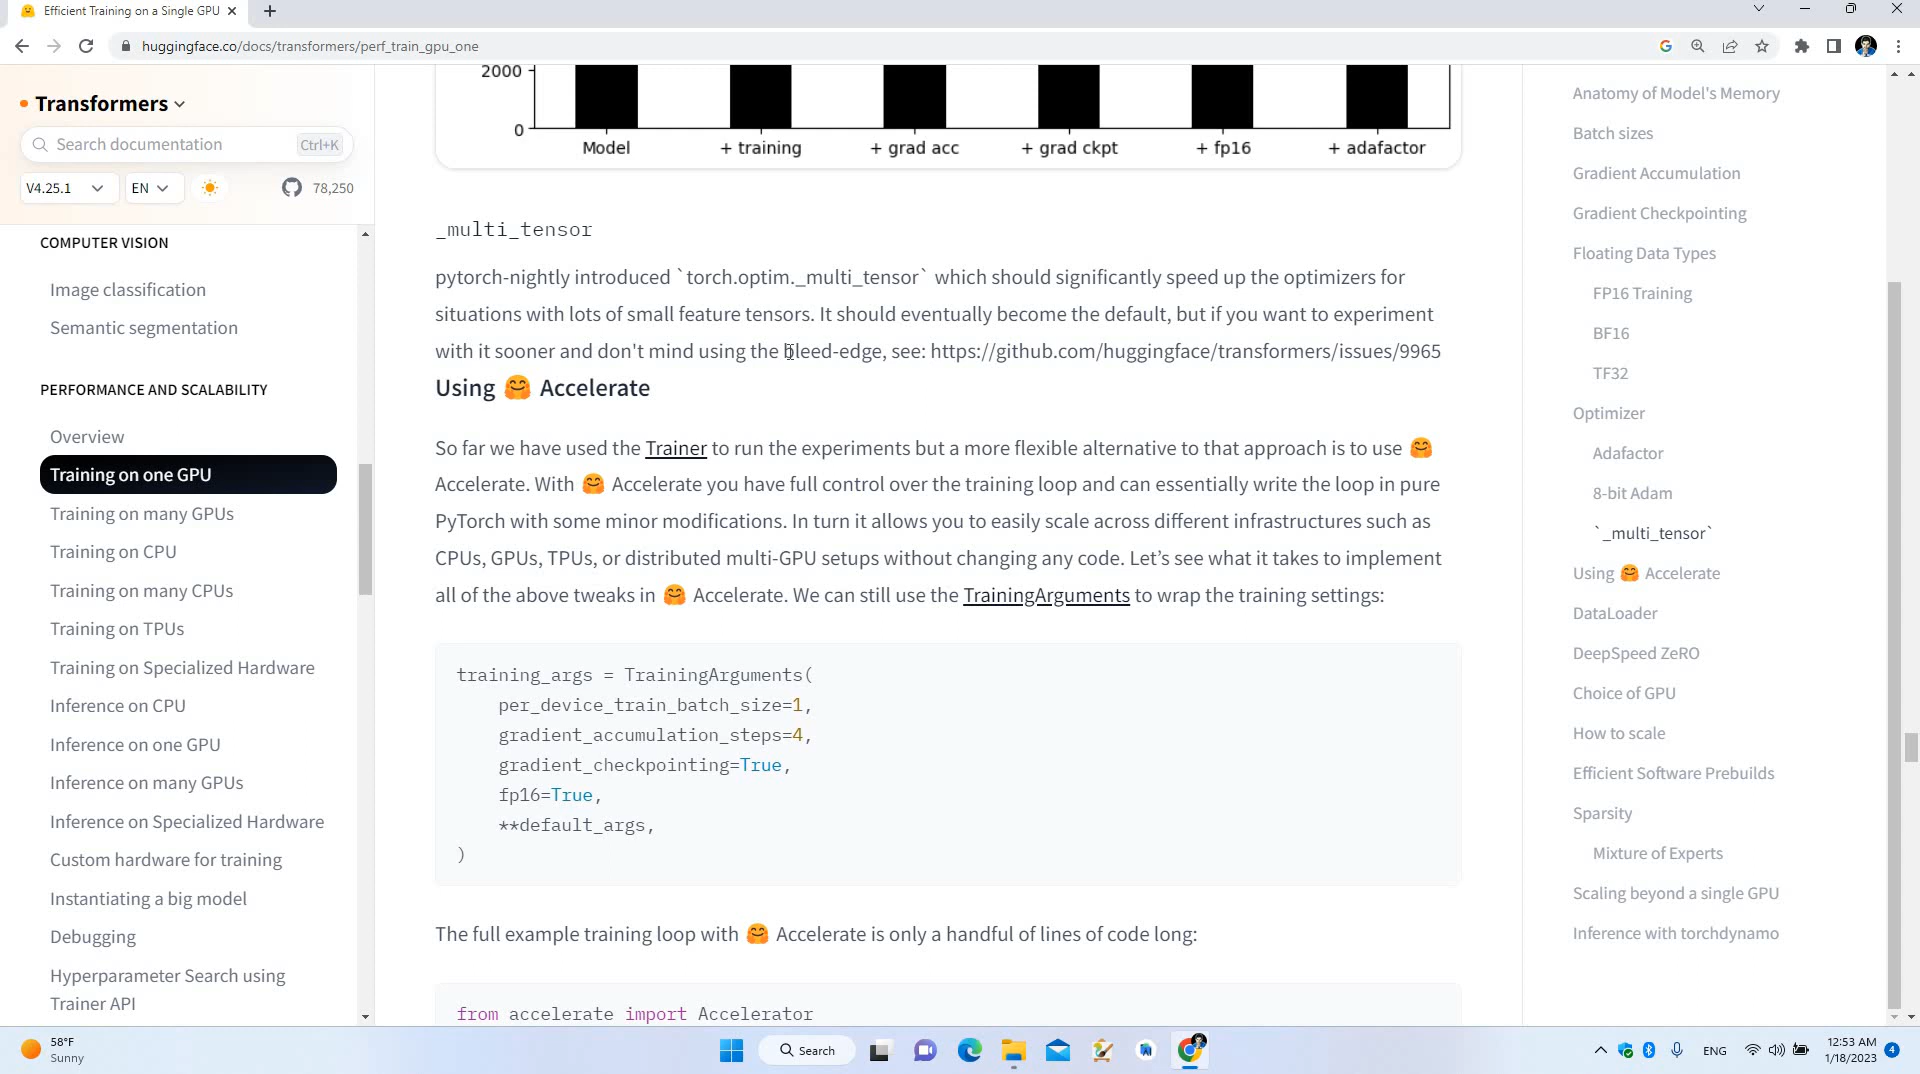 Efficient Training on a Single GPU
huggingface.co/docs/transformers/perf_train_gpu_one
Transformers
Search documentation Ctrl+K
V4.25.1 EN 78,250
COMPUTER VISION
Image classification
Semantic segmentation
PERFORMANCE AND SCALABILITY
Overview
Training on one GPU
Training on many GPUs
Training on CPU
Training on many CPUs
Training on TPUs
Training on Specialized Hardware
Inference on CPU
Inference on one GPU
Inference on many GPUs
Inference on Specialized Hardware
Custom hardware for training
Instantiating a big model
Debugging
Hyperparameter Search using
Trainer API
2000
0
Model + training + grad acc + grad ckpt + fp16 + adafactor
_multi_tensor
pytorch-nightly introduced `torch.optim._multi_tensor` which should significantly speed up the optimizers for
situations with lots of small feature tensors. It should eventually become the default, but if you want to experiment
with it sooner and don't mind using the bleed-edge, see: https://github.com/huggingface/transformers/issues/9965
Using 🤗 Accelerate
So far we have used the Trainer to run the experiments but a more flexible alternative to that approach is to use 🤗
Accelerate. With 🤗 Accelerate you have full control over the training loop and can essentially write the loop in pure
PyTorch with some minor modifications. In turn it allows you to easily scale across different infrastructures such as
CPUs, GPUs, TPUs, or distributed multi-GPU setups without changing any code. Let’s see what it takes to implement
all of the above tweaks in 🤗 Accelerate. We can still use the TrainingArguments to wrap the training settings:
training_args = TrainingArguments(
    per_device_train_batch_size=1,
    gradient_accumulation_steps=4,
    gradient_checkpointing=True,
    fp16=True,
    **default_args,
)
The full example training loop with 🤗 Accelerate is only a handful of lines of code long:
from accelerate import Accelerator
Anatomy of Model's Memory
Batch sizes
Gradient Accumulation
Gradient Checkpointing
Floating Data Types
FP16 Training
BF16
TF32
Optimizer
Adafactor
8-bit Adam
`_multi_tensor`
Using 🤗 Accelerate
DataLoader
DeepSpeed ZeRO
Choice of GPU
How to scale
Efficient Software Prebuilds
Sparsity
Mixture of Experts
Scaling beyond a single GPU
Inference with torchdynamo
58°F
Sunny
Search
ENG
12:53 AM
1/18/2023
4